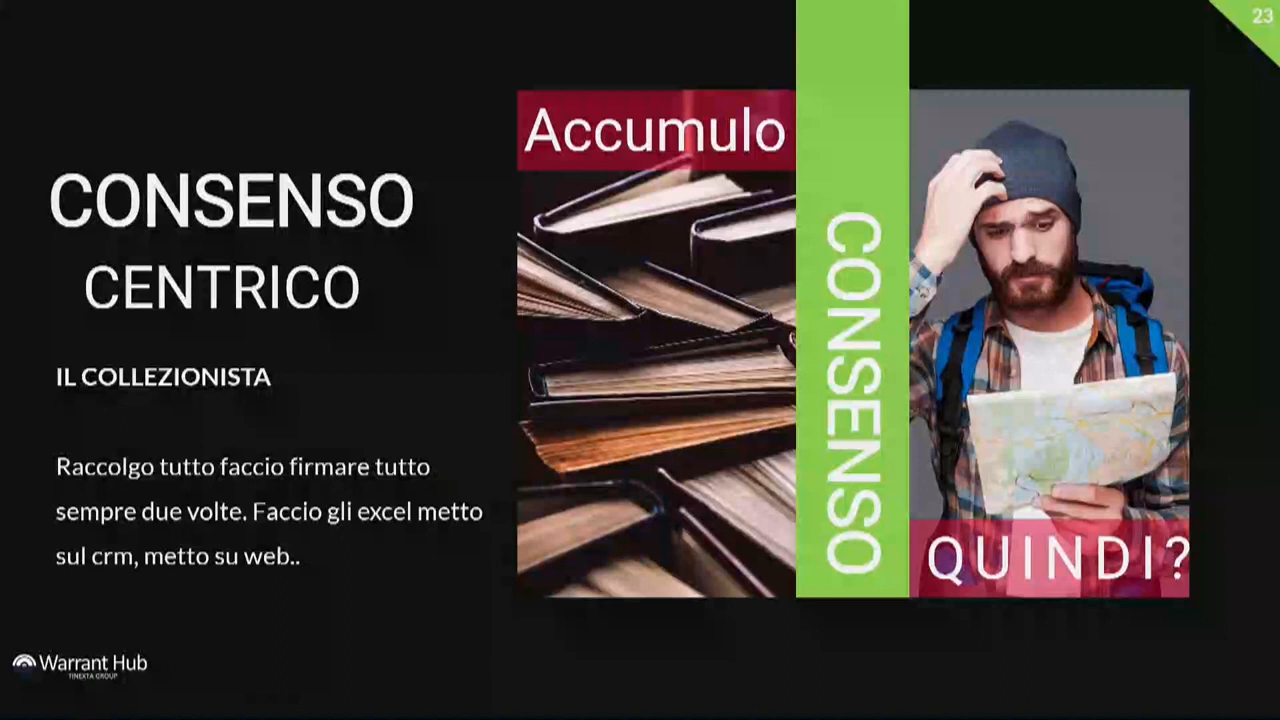 23
CONSENSO
CENTRICO
IL COLLEZIONISTA
Raccolgo tutto faccio firmare tutto
sempre due volte. Faccio gli excel metto
sul crm, metto su web..
Accumulo
CONSENSO
QUINDI?
Warrant Hub
TINEXTA GROUP